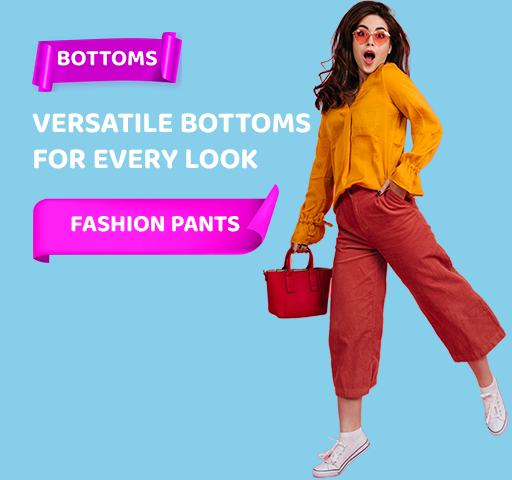 BOTTOMS
VERSATILE BOTTOMS
FOR EVERY LOOK
FASHION PANTS